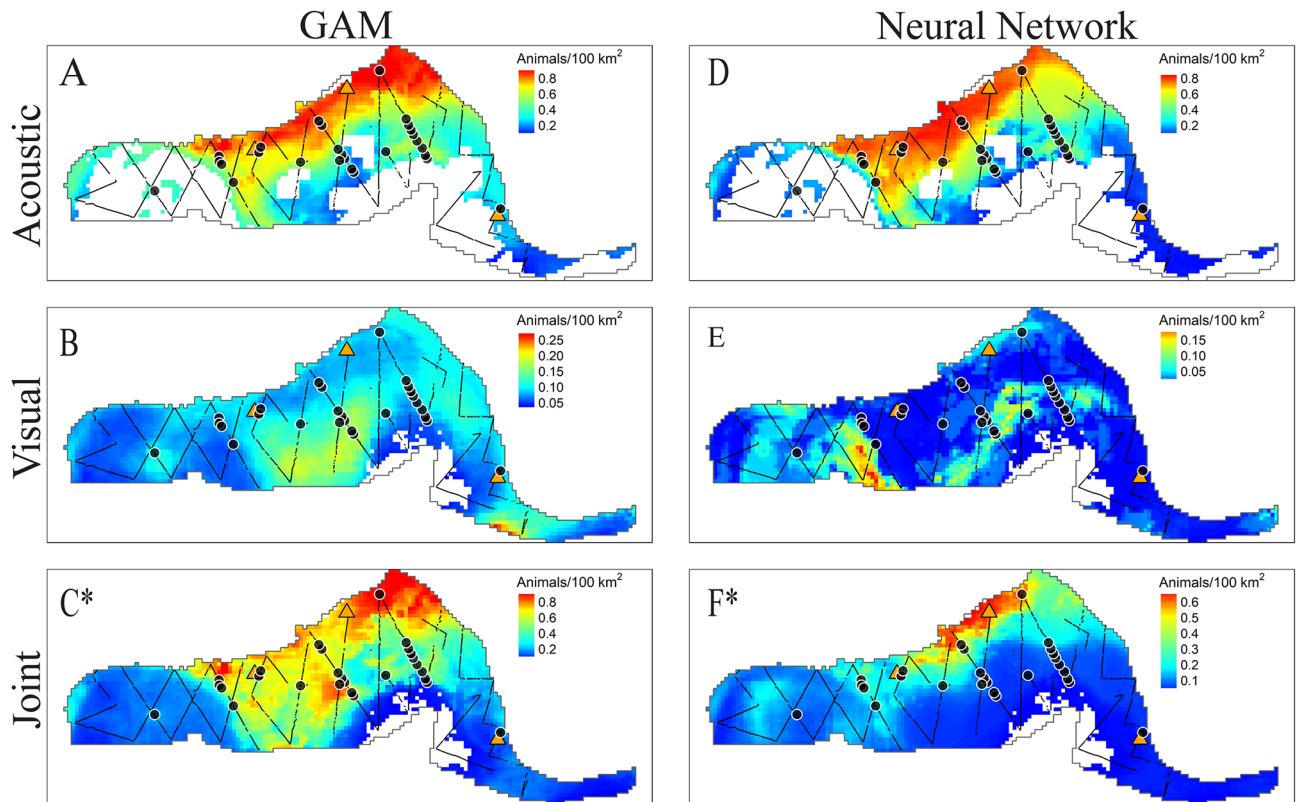 GAM
Neural Network
Acoustic
A
Animals/100 km²
0.8
0.6
0.4
0.2
D
Animals/100 km²
0.8
0.6
0.4
0.2
Visual
B
Animals/100 km²
0.25
0.20
0.15
0.10
0.05
E
Animals/100 km²
0.15
0.10
0.05
Joint
C*
Animals/100 km²
0.8
0.6
0.4
0.2
F*
Animals/100 km²
0.6
0.5
0.4
0.3
0.2
0.1